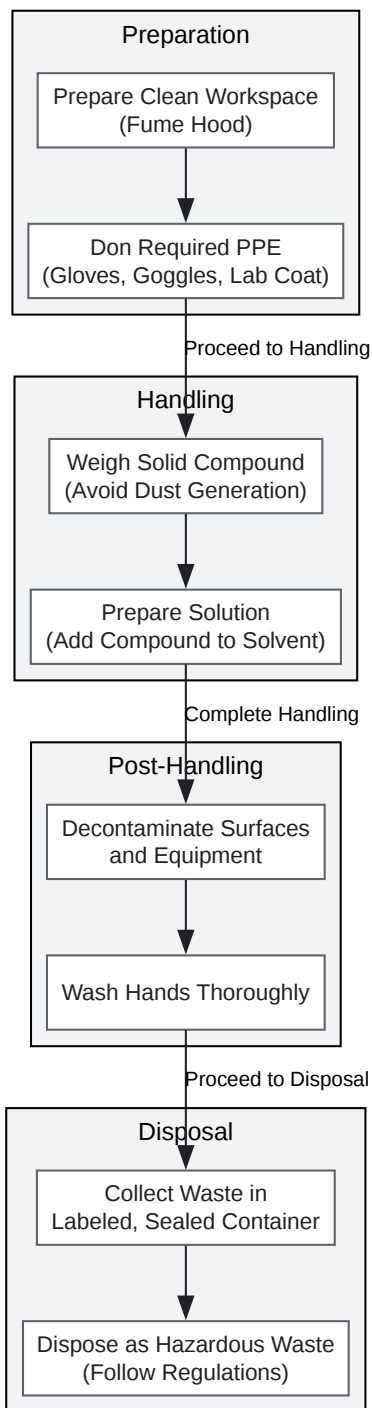 Preparation
Prepare Clean Workspace
(Fume Hood)
Don Required PPE
(Gloves, Goggles, Lab Coat)
Proceed to Handling
Handling
Weigh Solid Compound
(Avoid Dust Generation)
Prepare Solution
(Add Compound to Solvent)
Complete Handling
Post-Handling
Decontaminate Surfaces
and Equipment
Wash Hands Thoroughly
Proceed to Disposal
Disposal
Collect Waste in
Labeled, Sealed Container
Dispose as Hazardous Waste
(Follow Regulations)